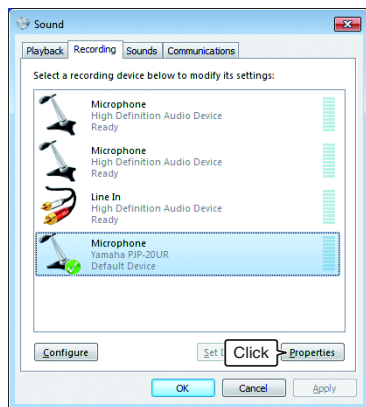 Sound
Playback Recording Sounds Communications
Select a recording device below to modify its settings:
Microphone
High Definition Audio Device
Ready
Microphone
High Definition Audio Device
Ready
Line In
High Definition Audio Device
Ready
Microphone
Yamaha PJP-20UR
Default Device
Configure Set Click Properties
OK Cancel Apply